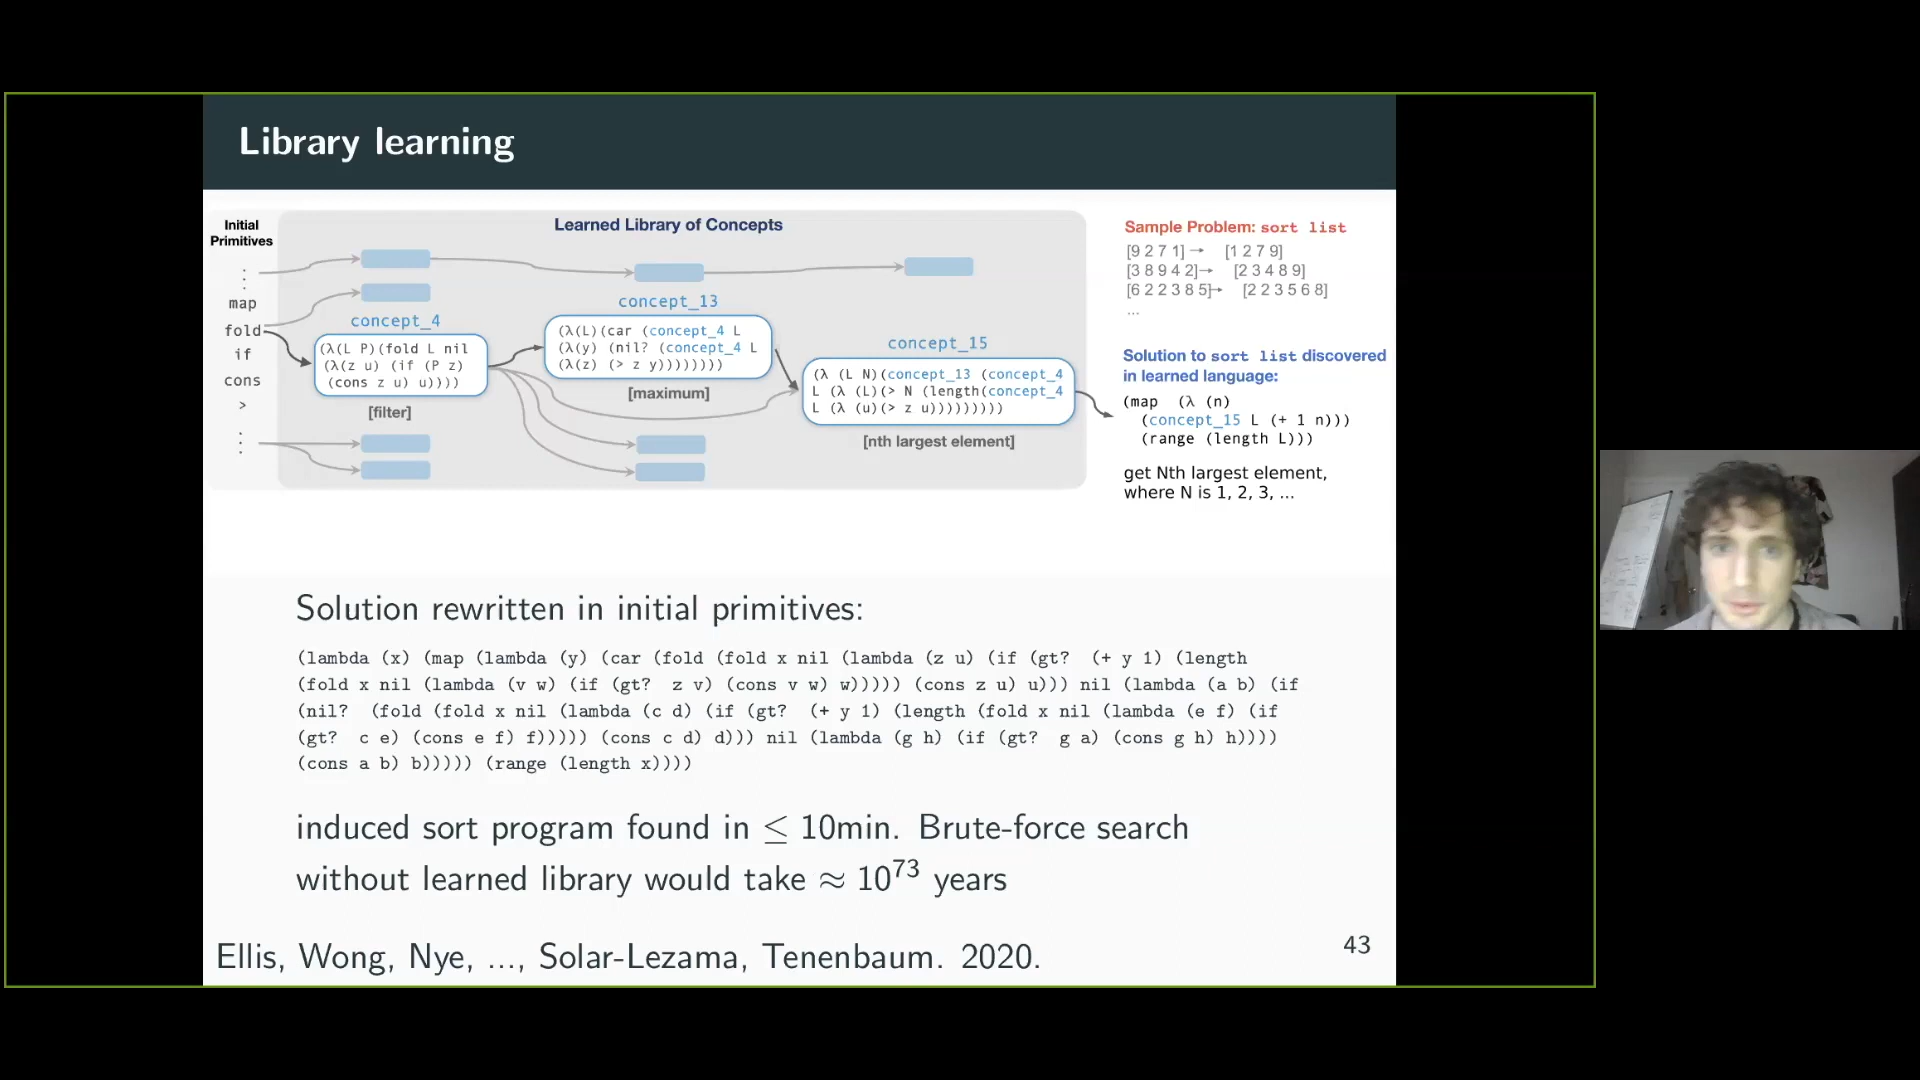 Library learning
Initial
Primitives
map
fold
if
cons
>
Learned Library of Concepts
concept_4
(λ(L P)(fold L nil
(λ(z u) (if (P z)
(cons z u) u))))
[filter]
concept_13
(λ(L)(car (concept_4 L
(λ(y) (nil? (concept_4 L
(λ(z) (> z y))))))))
[maximum]
concept_15
(λ (L N)(concept_13 (concept_4
L (λ (L)(> N (length(concept_4
L (λ (u)(> z u)))))))))
[nth largest element]
Sample Problem: sort list
[9 2 7 1]→ [1 2 7 9]
[3 8 9 4 2]→ [2 3 4 8 9]
[6 2 2 3 8 5]→ [2 2 3 5 6 8]
...
Solution to sort list discovered
in learned language:
(map (λ (n)
(concept_15 L (+ 1 n)))
(range (length L)))
get Nth largest element,
where N is 1, 2, 3, ...
Solution rewritten in initial primitives:
(lambda (x) (map (lambda (y) (car (fold (fold x nil (lambda (z u) (if (gt? (+ y 1) (length
(fold x nil (lambda (v w) (if (gt? z v) (cons v w) w))))) (cons z u) u))) nil (lambda (a b) (if
(nil? (fold (fold x nil (lambda (c d) (if (gt? (+ y 1) (length (fold x nil (lambda (e f) (if
(gt? c e) (cons e f) f))))) (cons c d) d))) nil (lambda (g h) (if (gt? g a) (cons g h) h))))
(cons a b) b))))) (range (length x))))
induced sort program found in ≤ 10min. Brute-force search
without learned library would take ≈ 10⁷³ years
Ellis, Wong, Nye, ..., Solar-Lezama, Tenenbaum. 2020.
43